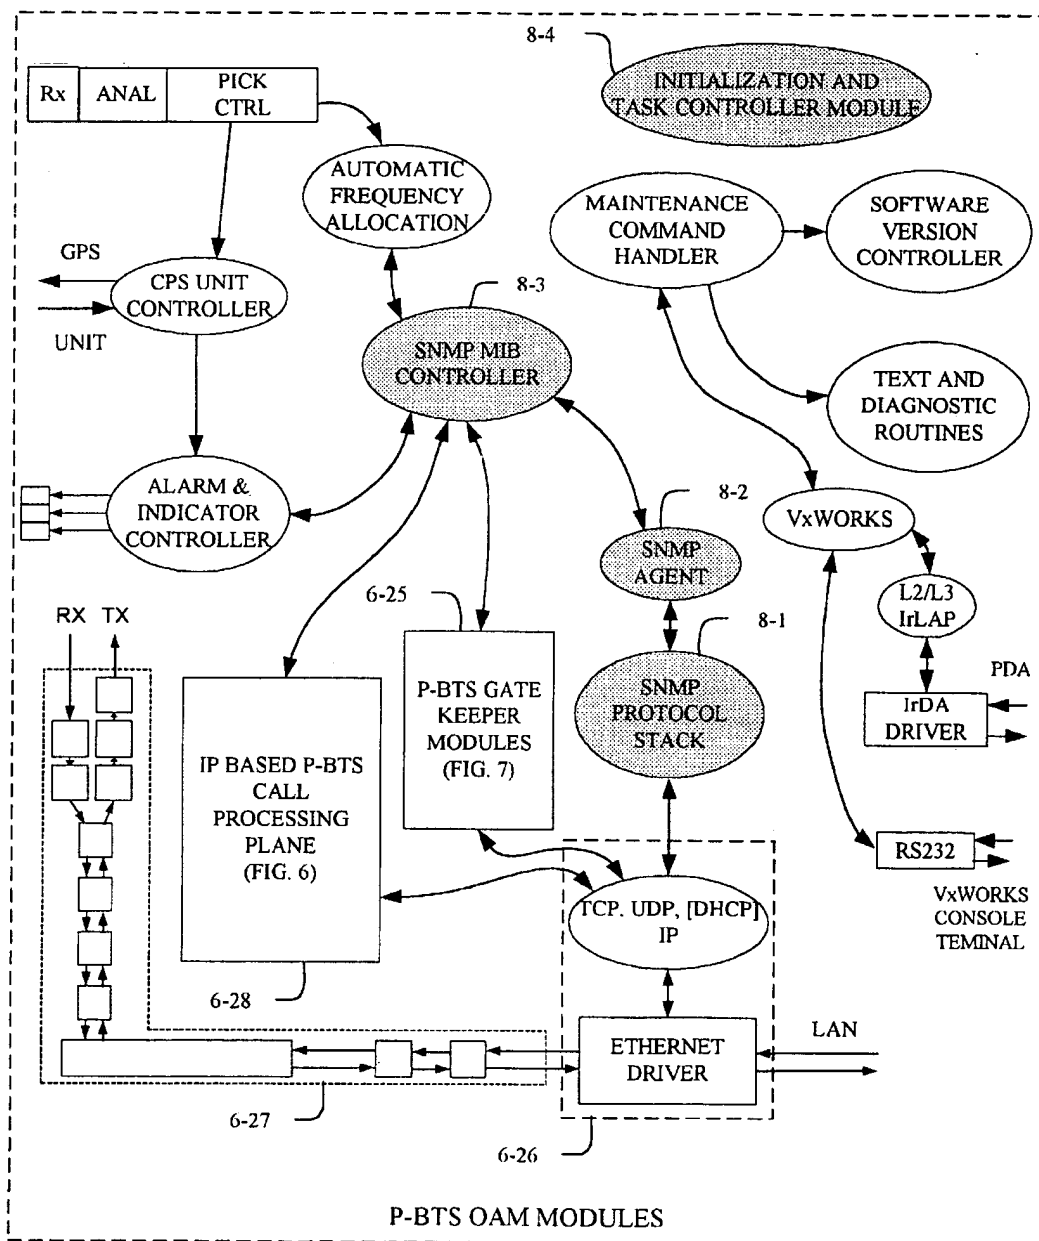 8-4
INITIALIZATION AND
TASK CONTROLLER MODULE
Rx
ANAL
PICK
CTRL
AUTOMATIC
FREQUENCY
ALLOCATION
MAINTENANCE
COMMAND
HANDLER
SOFTWARE
VERSION
CONTROLLER
GPS
UNIT
CPS UNIT
CONTROLLER
8-3
SNMP MIB
CONTROLLER
TEXT AND
DIAGNOSTIC
ROUTINES
ALARM &
INDICATOR
CONTROLLER
8-2
SNMP
AGENT
VxWORKS
L2/L3
IrLAP
6-25
8-1
RX
TX
P-BTS GATE
KEEPER
MODULES
(FIG. 7)
SNMP
PROTOCOL
STACK
PDA
IrDA
DRIVER
IP BASED P-BTS
CALL
PROCESSING
PLANE
(FIG. 6)
RS232
VxWORKS
CONSOLE
TEMINAL
TCP. UDP, [DHCP]
IP
6-28
ETHERNET
DRIVER
LAN
6-27
6-26
P-BTS OAM MODULES